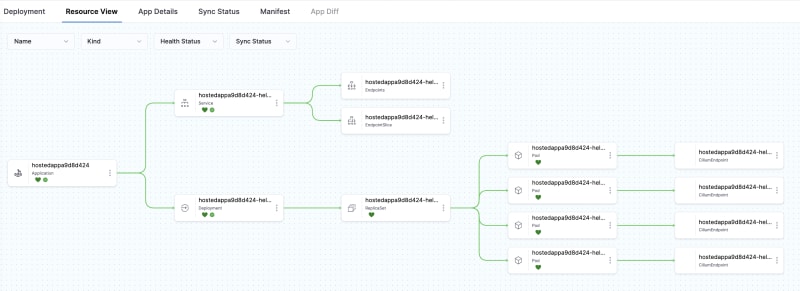 Deployment Resource View App Details Sync Status Manifest App Diff
Name Kind Health Status Sync Status
hostedappa9d8d424-hel...
Endpoints
hostedappa9d8d424-hel...
Service
hostedappa9d8d424-hel...
EndpointSlice
hostedappa9d8d424-hel...
Pod
hostedappa9d8d424-hel...
CiliumEndpoint
hostedappa9d8d424
Application
hostedappa9d8d424-hel...
Pod
hostedappa9d8d424-hel...
CiliumEndpoint
hostedappa9d8d424-hel...
Deployment
hostedappa9d8d424-hel...
ReplicaSet
hostedappa9d8d424-hel...
Pod
hostedappa9d8d424-hel...
CiliumEndpoint
hostedappa9d8d424-hel...
Pod
hostedappa9d8d424-hel...
CiliumEndpoint